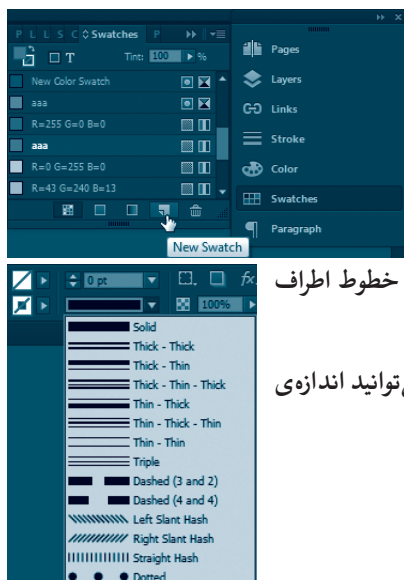 P L L S C Swatches P
T Tint: 100 %
New Color Swatch
aaa
R=255 G=0 B=0
aaa
R=0 G=255 B=0
R=43 G=240 B=13
New Swatch
Pages
Layers
Links
Stroke
Color
Swatches
Paragraph
خطوط اطراف
توانید اندازه‌ی
0 pt fx
100%
Solid
Thick - Thick
Thick - Thin
Thick - Thin - Thick
Thin - Thick
Thin - Thick - Thin
Thin - Thin
Triple
Dashed (3 and 2)
Dashed (4 and 4)
Left Slant Hash
Right Slant Hash
Straight Hash
Dotted